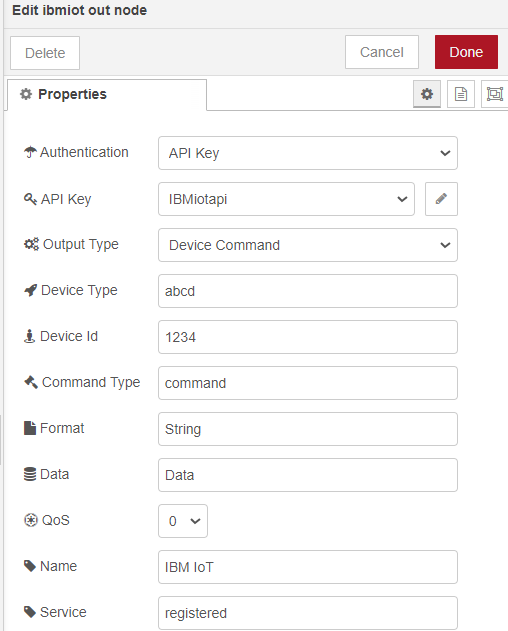 Edit ibmiot out node
Delete Cancel Done
Properties
Authentication API Key
API Key IBMiotapi
Output Type Device Command
Device Type abcd
Device Id 1234
Command Type command
Format String
Data Data
QoS 0
Name IBM IoT
Service registered